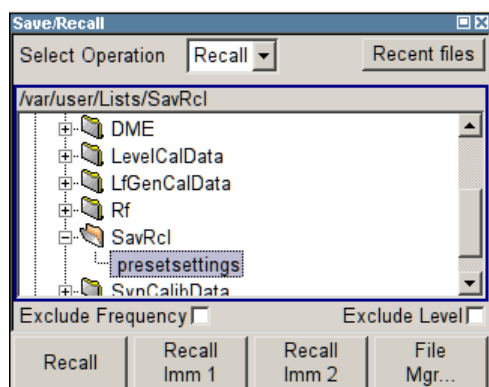 Save/Recall
Select Operation Recall Recent files
/var/user/Lists/SavRcl
DME
LevelCalData
LfGenCalData
Rf
SavRcl
presetsettings
SynCalibData
Exclude Frequency Exclude Level
Recall
Recall Imm 1
Recall Imm 2
File Mgr...